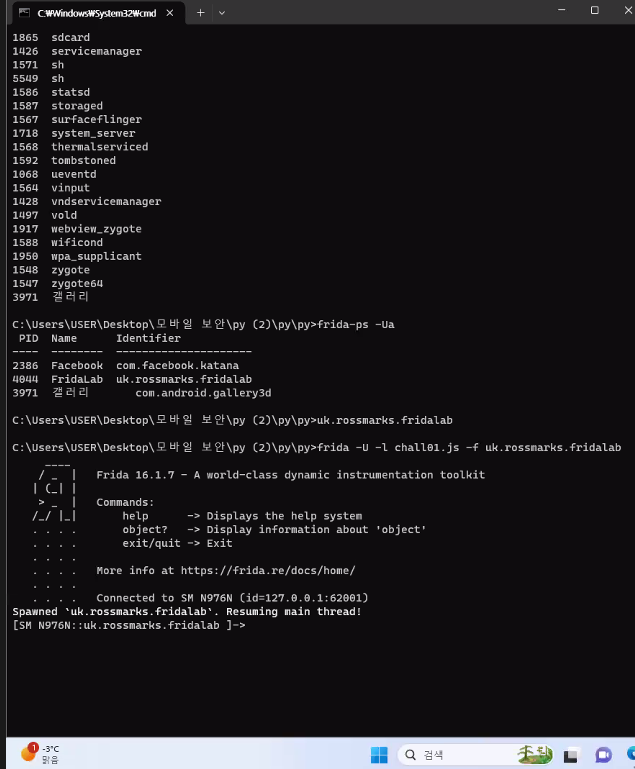 C:₩Windows₩System32₩cmd
1865 sdcard
1426 servicemanager
1571 sh
5549 sh
1586 statsd
1587 storaged
1567 surfaceflinger
1718 system_server
1568 thermalserviced
1592 tombstoned
1068 ueventd
1564 vinput
1428 vndservicemanager
1497 vold
1917 webview_zygote
1588 wificond
1950 wpa_supplicant
1548 zygote
1547 zygote64
3971 갤러리
C:\Users\USER\Desktop\모바일 보안\py (2)\py\py>frida-ps -Ua
PID Name Identifier
---- -------- ---------------------
2386 Facebook com.facebook.katana
4044 FridaLab uk.rossmarks.fridalab
3971 갤러리 com.android.gallery3d
C:\Users\USER\Desktop\모바일 보안\py (2)\py\py>uk.rossmarks.fridalab
C:\Users\USER\Desktop\모바일 보안\py (2)\py\py>frida -U -l chall01.js -f uk.rossmarks.fridalab
____
/ _ | Frida 16.1.7 - A world-class dynamic instrumentation toolkit
| (_| |
> _ | Commands:
/_/ |_| help -> Displays the help system
. . . . object? -> Display information about 'object'
. . . . exit/quit -> Exit
. . . .
. . . . More info at https://frida.re/docs/home/
. . . .
. . . . Connected to SM N976N (id=127.0.0.1:62001)
Spawned `uk.rossmarks.fridalab`. Resuming main thread!
[SM N976N::uk.rossmarks.fridalab ]->
1
-3°C
맑음
검색